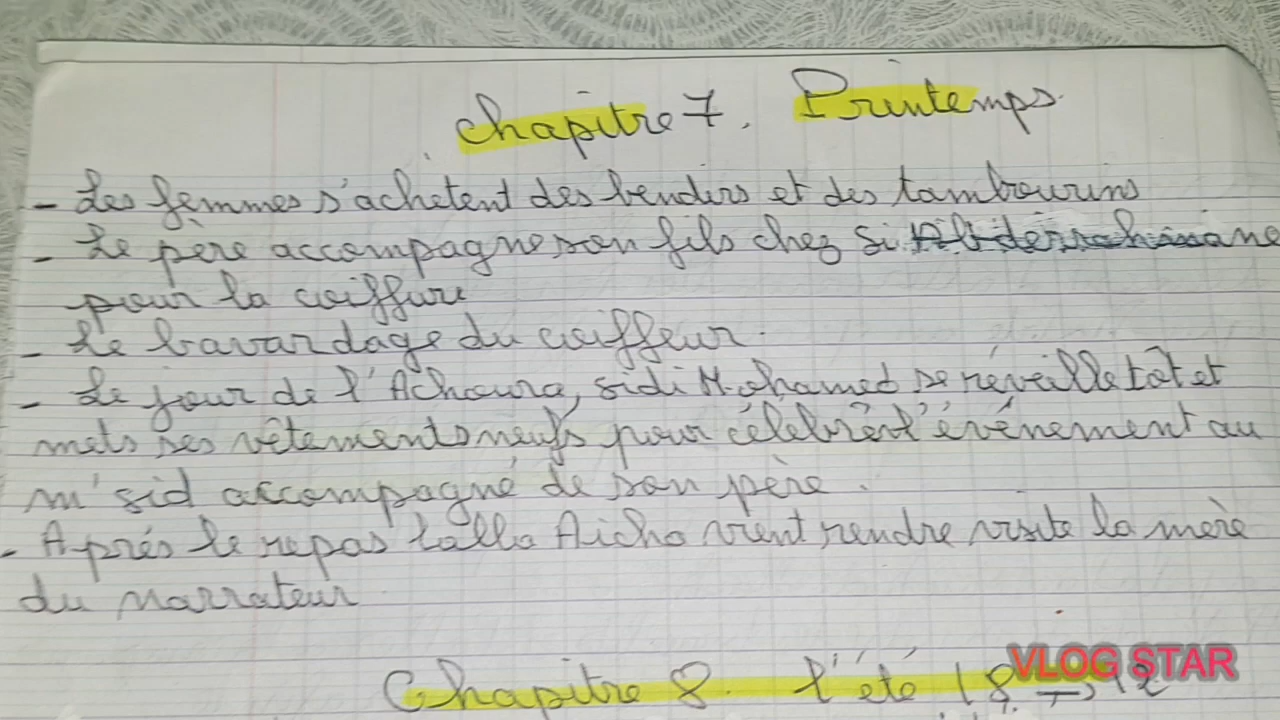 chapitre 7. Printemps.
- Les femmes s'achètent des bendirs et des tambourins
- Le père accompagne son fils chez Si Abderrahmane
pour la coiffure
- Le bavardage du coiffeur.
- Le jour de l'Achoura, sidi Mohamed se réveille tôt et
mets ses vêtements neufs pour célébrer l'événement au
m'sid accompagné de son père.
- Après le repas lalla Aicha vient rendre visite la mère
du narrateur
Chapitre 8. l'été (8 → 12
VLOG STAR